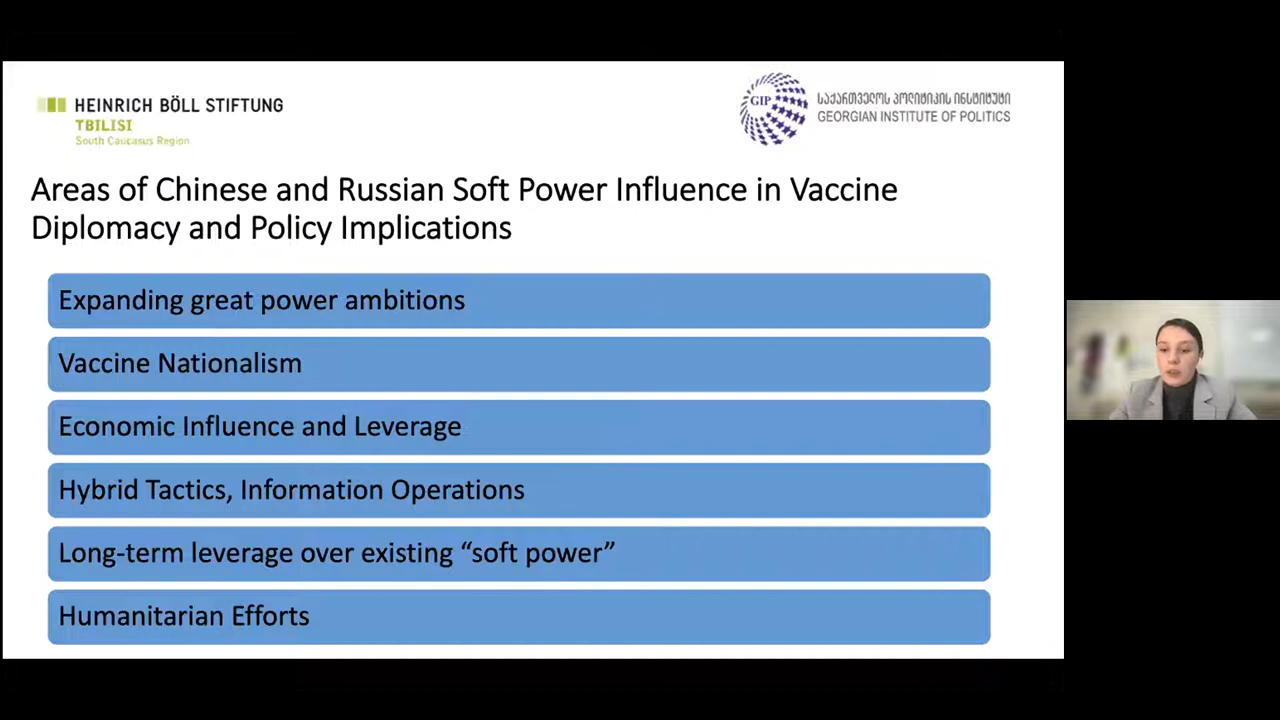 HEINRICH BÖLL STIFTUNG
TBILISI
South Caucasus Region
GIP
საქართველოს პოლიტიკის ინსტიტუტი
GEORGIAN INSTITUTE OF POLITICS
Areas of Chinese and Russian Soft Power Influence in Vaccine
Diplomacy and Policy Implications
Expanding great power ambitions
Vaccine Nationalism
Economic Influence and Leverage
Hybrid Tactics, Information Operations
Long-term leverage over existing “soft power”
Humanitarian Efforts